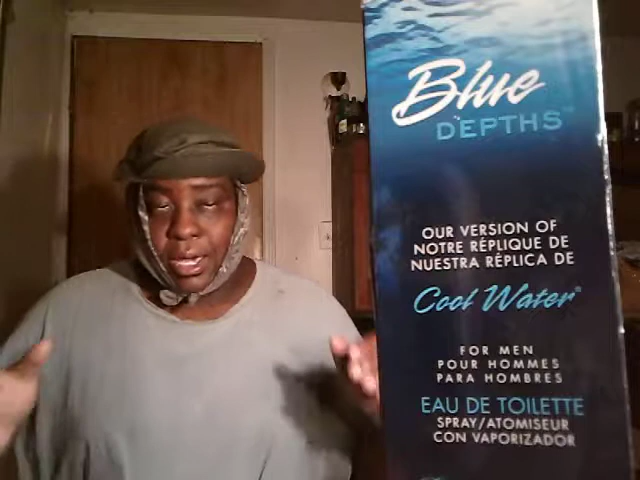 Blue
DEPTHS™
OUR VERSION OF
NOTRE RÉPLIQUE DE
NUESTRA RÉPLICA DE
Cool Water®
FOR MEN
POUR HOMMES
PARA HOMBRES
EAU DE TOILETTE
SPRAY/ATOMISEUR
CON VAPORIZADOR